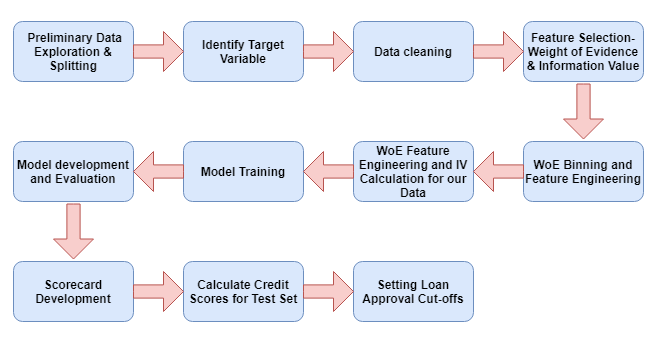 Preliminary Data
Exploration &
Splitting
Identify Target
Variable
Data cleaning
Feature Selection-
Weight of Evidence
& Information Value
WoE Binning and
Feature Engineering
WoE Feature
Engineering and IV
Calculation for our
Data
Model Training
Model development
and Evaluation
Scorecard
Development
Calculate Credit
Scores for Test Set
Setting Loan
Approval Cut-offs